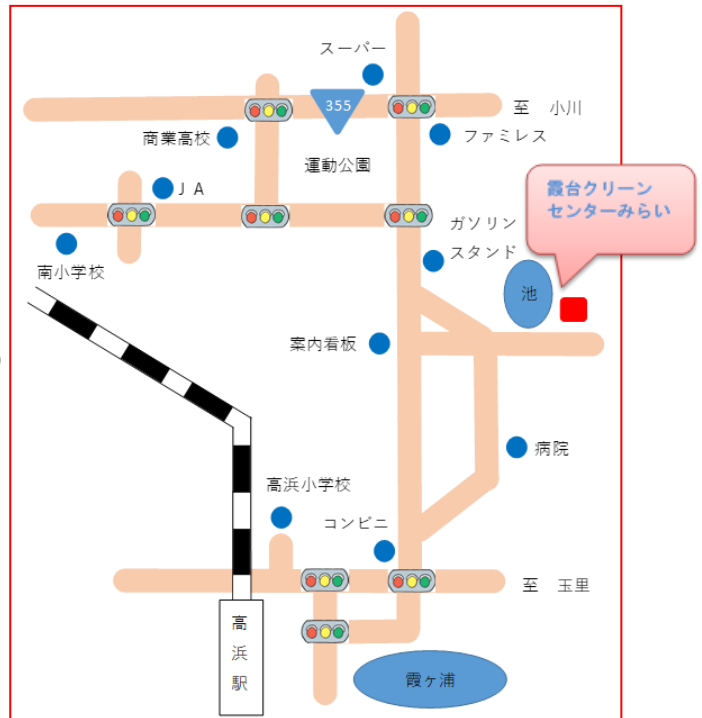 スーパー
355
至 小川
商業高校
ファミレス
運動公園
ＪＡ
霞台クリーン
センターみらい
ガソリン
スタンド
南小学校
池
案内看板
病院
高浜小学校
コンビニ
至 玉里
高浜駅
霞ヶ浦